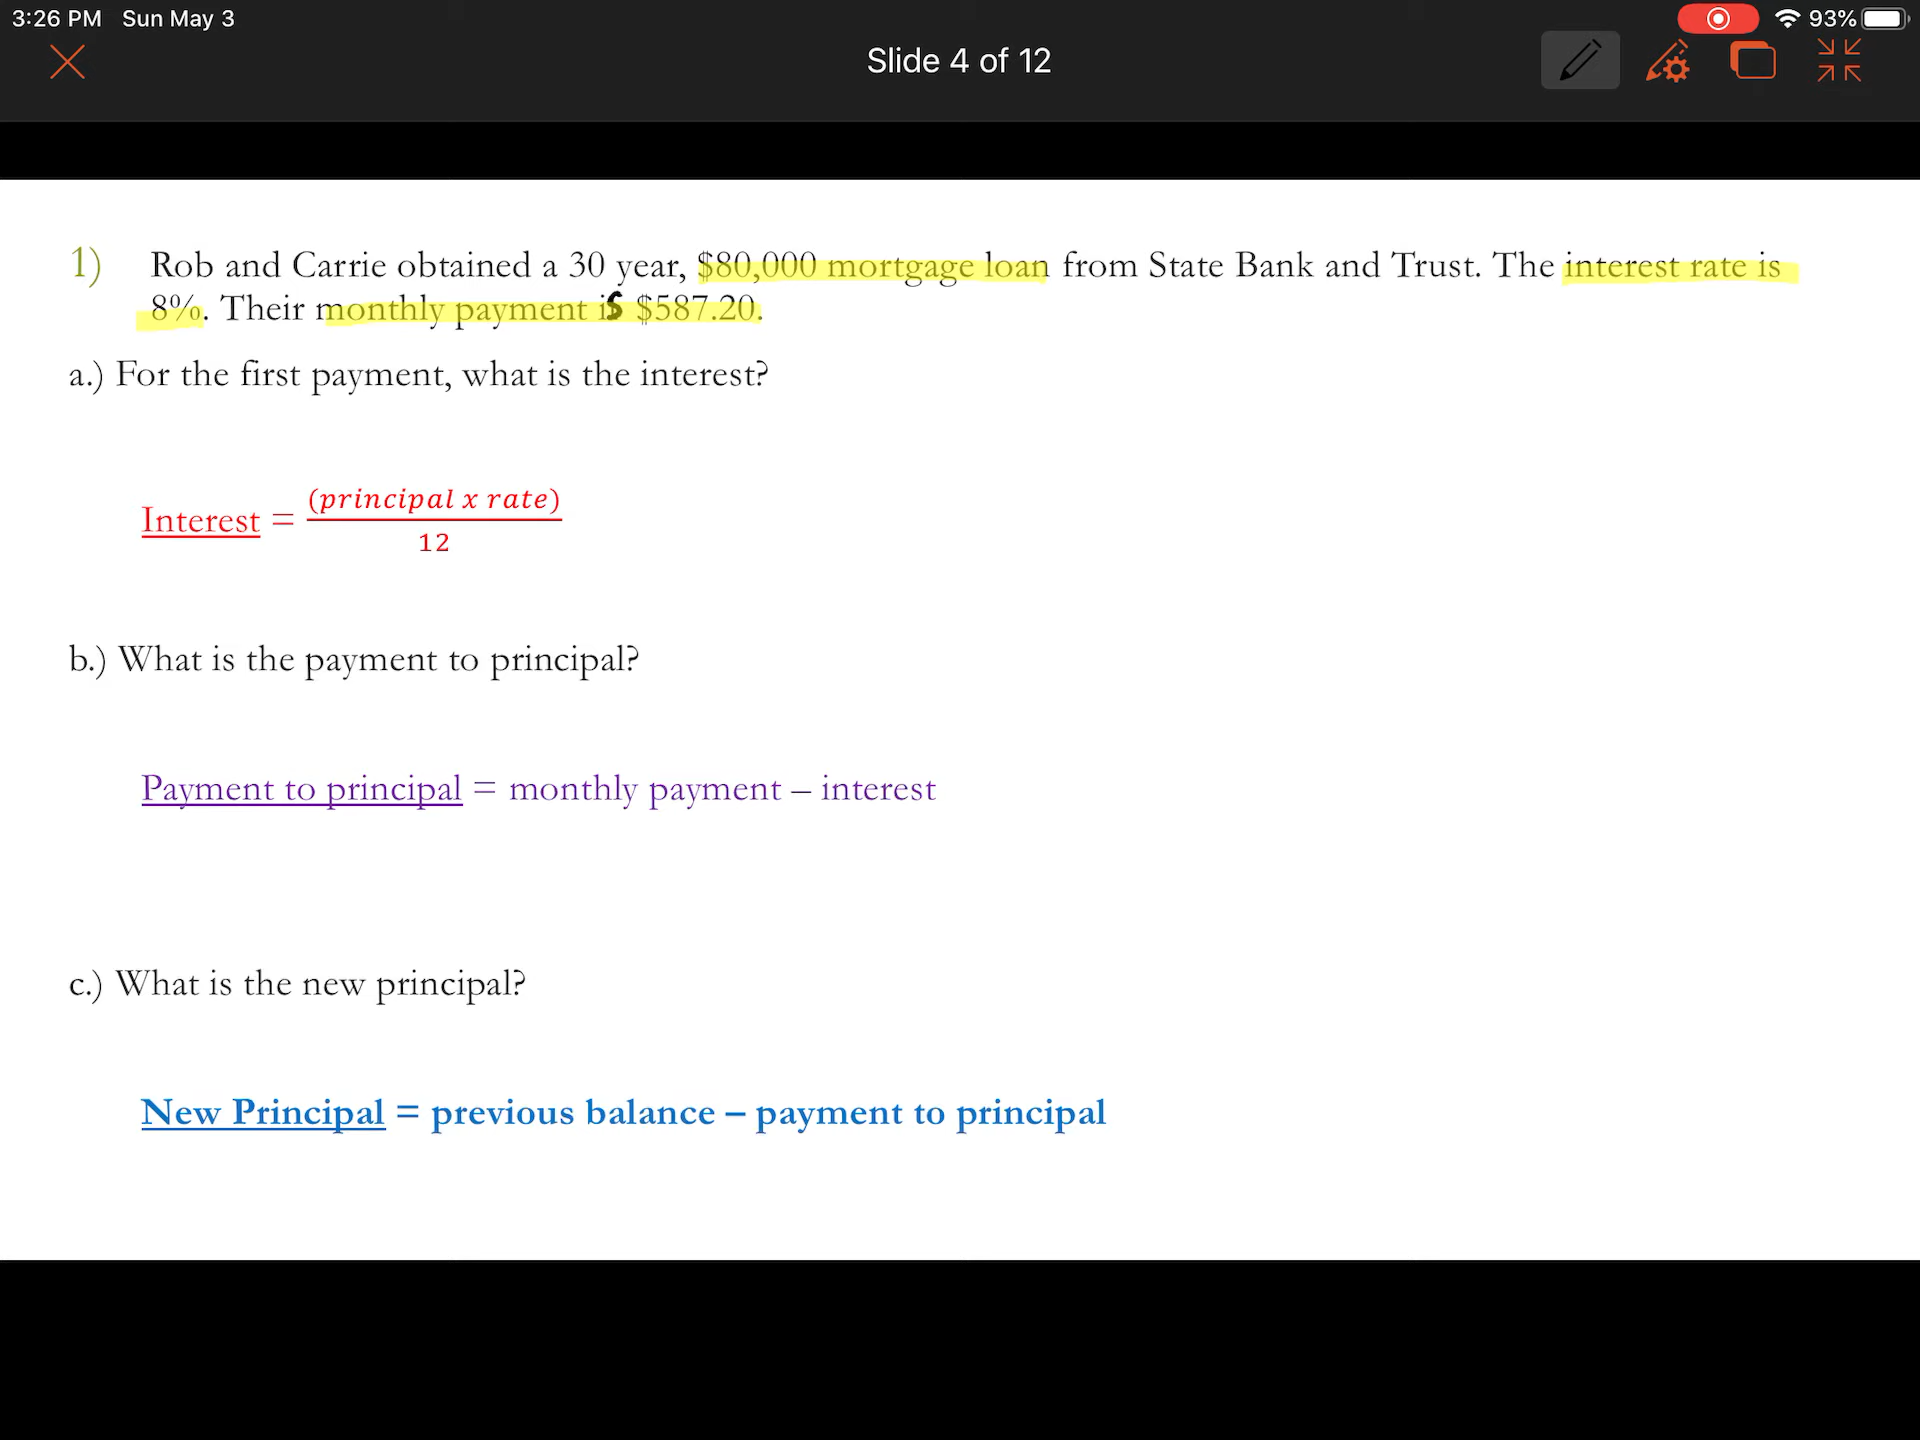 3:26 PM Sun May 3
93%
Slide 4 of 12
1) Rob and Carrie obtained a 30 year, $80,000 mortgage loan from State Bank and Trust. The interest rate is
8%. Their monthly payment is $587.20.
a.) For the first payment, what is the interest?
Interest = (principal x rate)
12
b.) What is the payment to principal?
Payment to principal = monthly payment – interest
c.) What is the new principal?
New Principal = previous balance – payment to principal